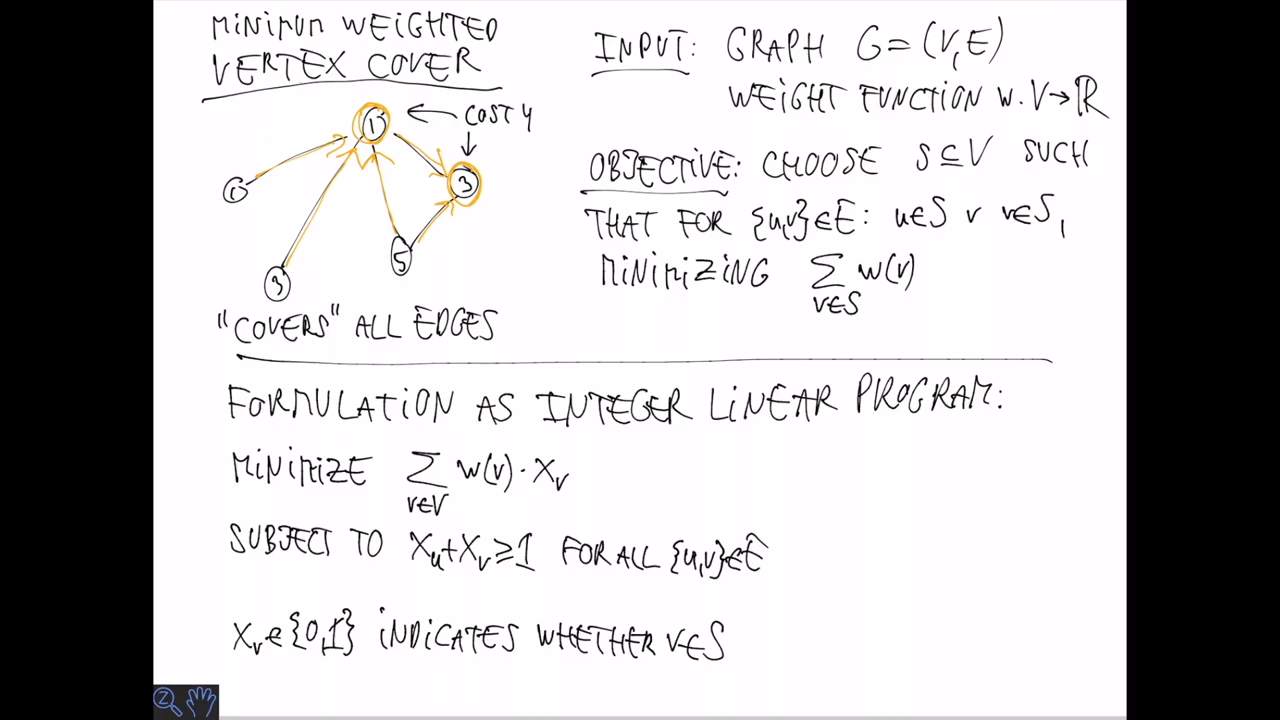 MINIMUM WEIGHTED
VERTEX COVER
1
← COST 4
↓
3
5
3
"COVERS" ALL EDGES
INPUT: GRAPH G=(V,E)
WEIGHT FUNCTION w.V→ℝ
OBJECTIVE: CHOOSE S⊆V SUCH
THAT FOR {u,v}∈E: u∈S v v∈S,
MINIMIZING ∑ w(v)
v∈S
FORMULATION AS INTEGER LINEAR PROGRAM:
MINIMIZE ∑ w(v)·Xᵥ
v∈V
SUBJECT TO Xᵤ+Xᵥ≥1 FOR ALL {u,v}∈E
Xᵥ∈{0,1} INDICATES WHETHER V∈S
Z